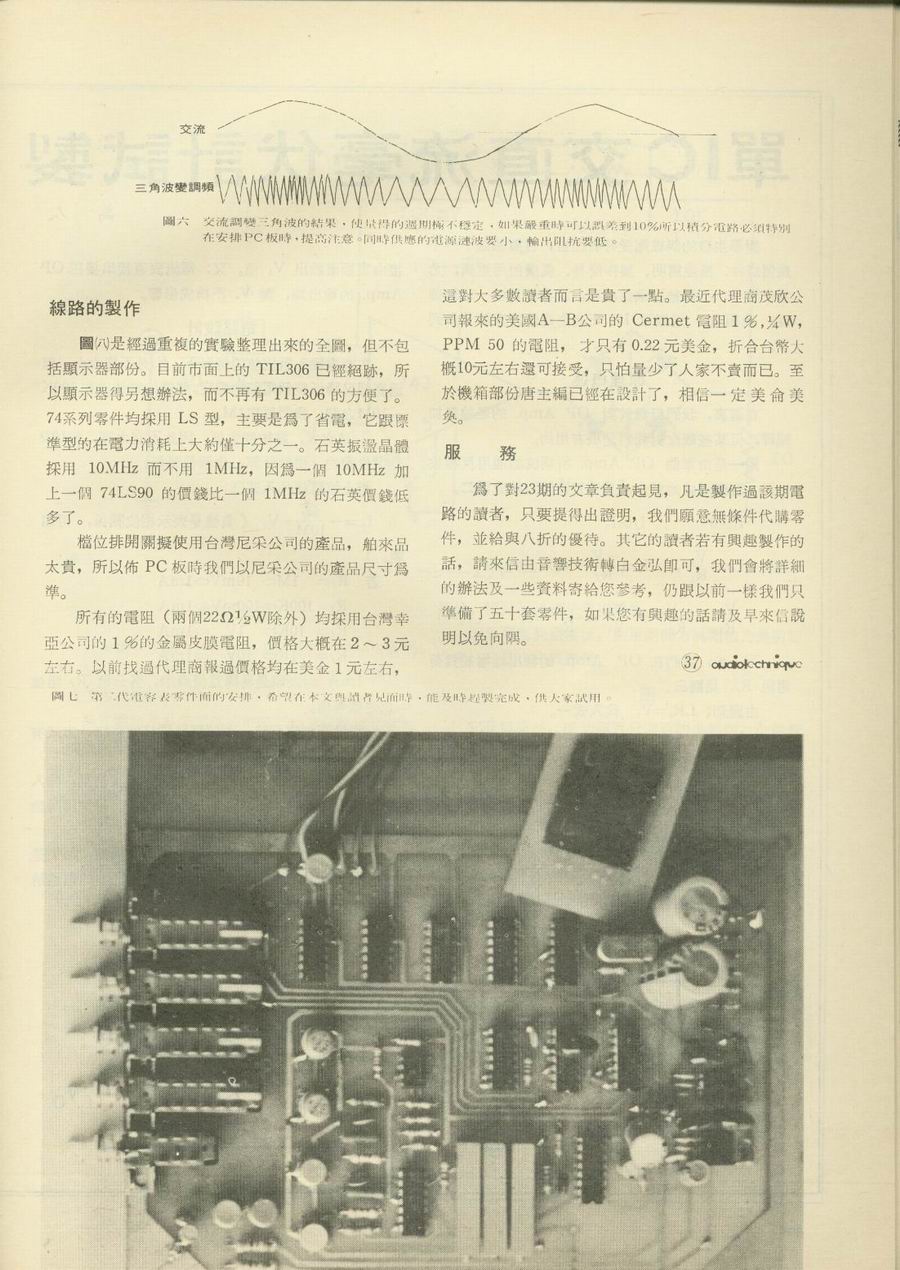 交流
三角波變調頻
圖六 交流調變三角波的結果，使量得的週期極不穩定，如果嚴重時可以誤差到10%所以積分電路必須特別
在安排PC板時，提高注意。同時供應的電源漣波要小，輸出阻抗要低。
線路的製作
圖㈧是經過重複的實驗整理出來的全圖，但不包
括顯示器部份。目前市面上的 TIL306 已經絕跡，所
以顯示器得另想辦法，而不再有 TIL306 的方便了。
74系列零件均採用 LS 型，主要是爲了省電，它跟標
準型的在電力消耗上大約僅十分之一。石英振盪晶體
採用 10MHz 而不用 1MHz，因爲一個 10MHz 加
上一個 74LS90 的價錢比一個 1MHz 的石英價錢低
多了。
檔位排開關擬使用台灣尼采公司的產品，舶來品
太貴，所以佈 PC 板時我們以尼采公司的產品尺寸爲
準。
所有的電阻（兩個22Ω½W除外）均採用台灣幸
亞公司的 1 %的金屬皮膜電阻，價格大概在 2 ～ 3 元
左右。以前找過代理商報過價格均在美金 1 元左右，
這對大多數讀者而言是貴了一點。最近代理商茂欣公
司報來的美國A—B公司的 Cermet 電阻 1 %,¼W,
PPM 50 的電阻， 才只有 0.22 元美金，折合台幣大
概10元左右還可接受，只怕量少了人家不賣而已。至
於機箱部份唐主編已經在設計了，相信一定美侖美
奐。
服 務
爲了對23期的文章負責起見，凡是製作過該期電
路的讀者，只要提得出證明，我們願意無條件代購零
件，並給與八折的優待。其它的讀者若有興趣製作的
話，請來信由音響技術轉白金弘即可，我們會將詳細
的辦法及一些資料寄給您參考，仍跟以前一樣我們只
準備了五十套零件，如果您有興趣的話請及早來信說
明以免向隅。
37 audiotechnique
圖七 第二代電容表零件面的安排，希望在本文與讀者見面時，能及時趕製完成，供大家試用。